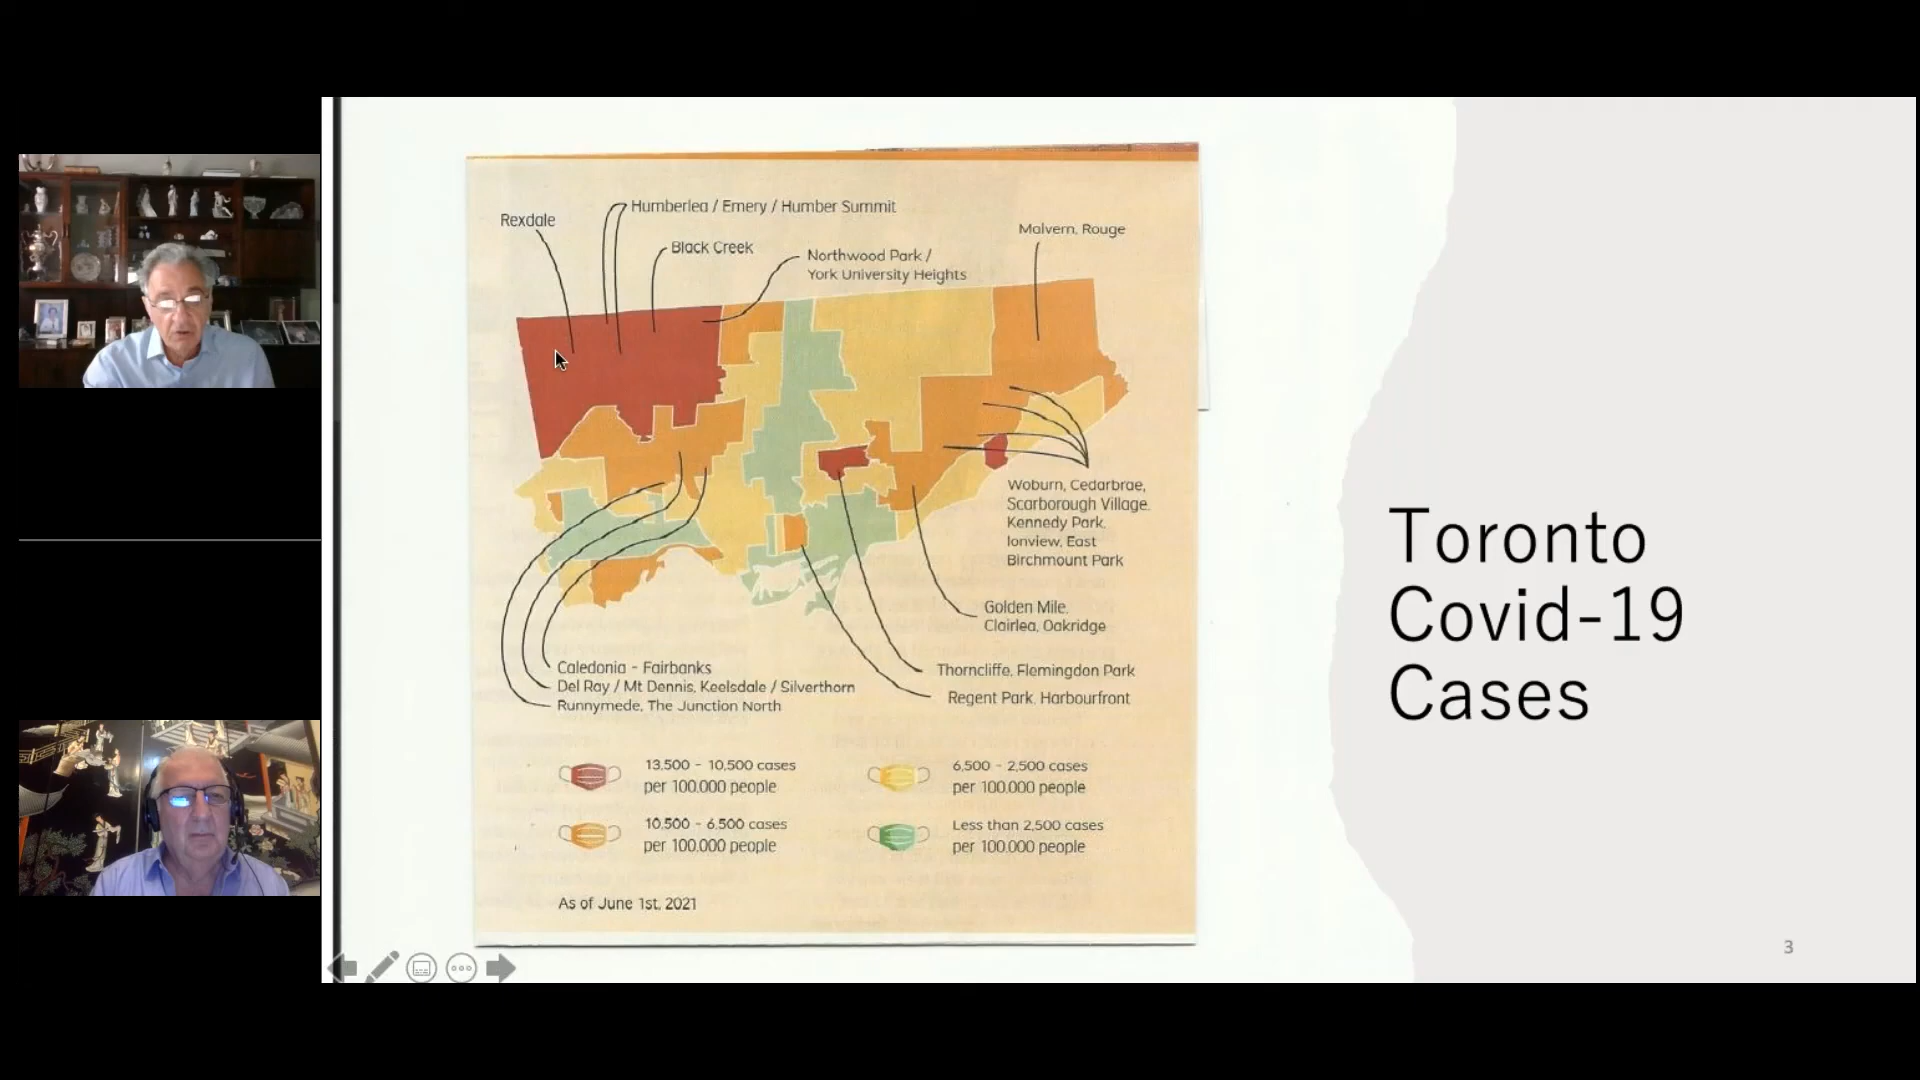 Rexdale
Humberlea / Emery / Humber Summit
Black Creek
Northwood Park /
York University Heights
Malvern, Rouge
Woburn, Cedarbrae,
Scarborough Village,
Kennedy Park,
Ionview, East
Birchmount Park
Golden Mile,
Clairlea, Oakridge
Thorncliffe, Flemingdon Park
Regent Park, Harbourfront
Caledonia - Fairbanks
Del Ray / Mt Dennis, Keelsdale / Silverthorn
Runnymede, The Junction North
13,500 - 10,500 cases
per 100,000 people
10,500 - 6,500 cases
per 100,000 people
6,500 - 2,500 cases
per 100,000 people
Less than 2,500 cases
per 100,000 people
As of June 1st, 2021
Toronto
Covid-19
Cases
3